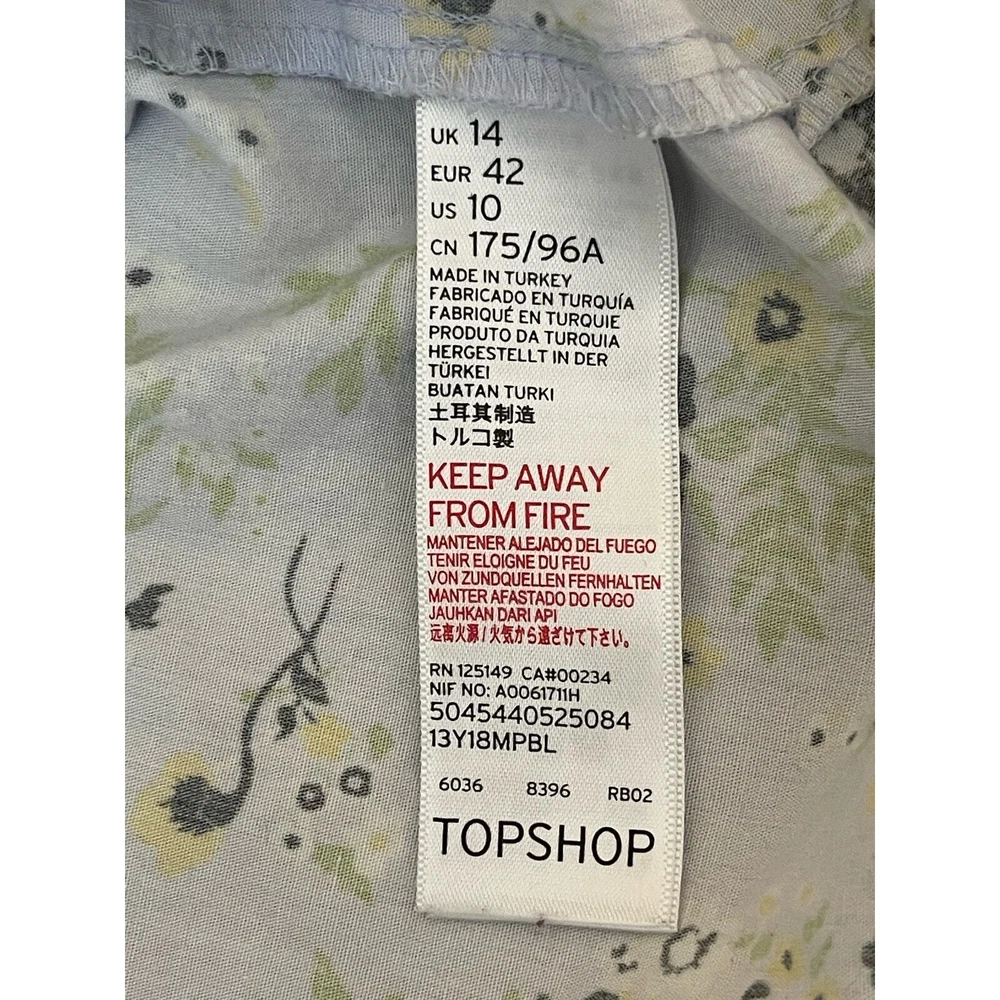 UK 14
EUR 42
US 10
CN 175/96A
MADE IN TURKEY
FABRICADO EN TURQUÍA
FABRIQUÉ EN TURQUIE
PRODUTO DA TURQUIA
HERGESTELLT IN DER
TÜRKEI
BUATAN TURKI
土耳其制造
トルコ製
KEEP AWAY
FROM FIRE
MANTENER ALEJADO DEL FUEGO
TENIR ELOIGNE DU FEU
VON ZUNDQUELLEN FERNHALTEN
MANTER AFASTADO DO FOGO
JAUHKAN DARI API
远离火源 / 火気から遠ざけて下さい。
RN 125149 CA#00234
NIF NO: A0061711H
5045440525084
13Y18MPBL
6036 8396 RB02
TOPSHOP